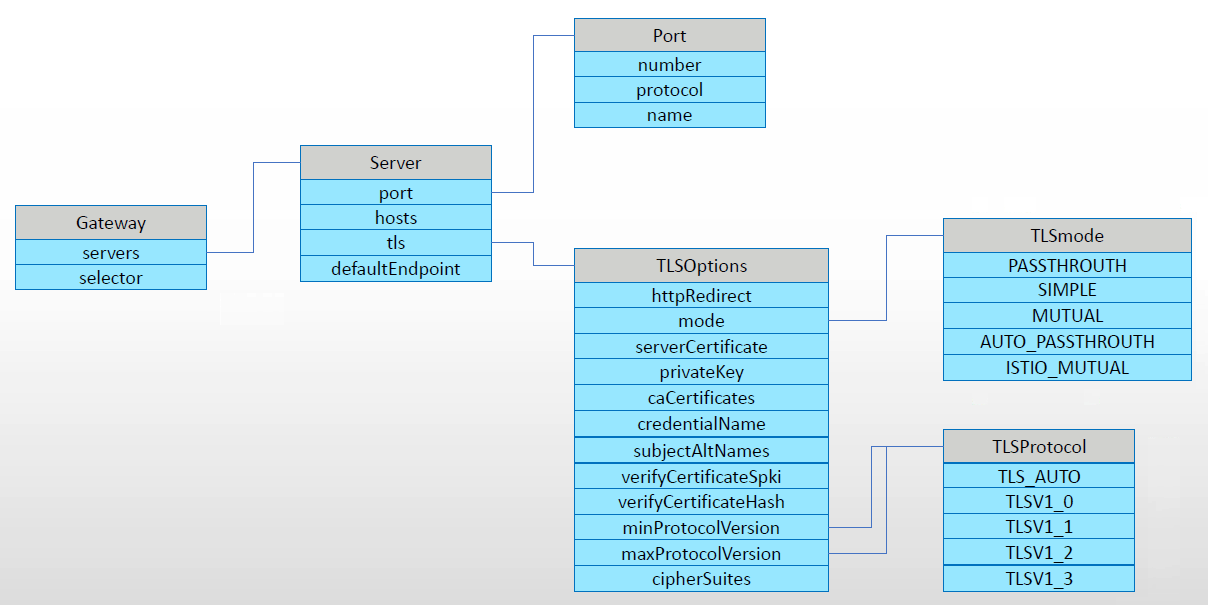 Gateway
servers
selector
Server
port
hosts
tls
defaultEndpoint
Port
number
protocol
name
TLSOptions
httpRedirect
mode
serverCertificate
privateKey
caCertificates
credentialName
subjectAltNames
verifyCertificateSpki
verifyCertificateHash
minProtocolVersion
maxProtocolVersion
cipherSuites
TLSmode
PASSTHROUTH
SIMPLE
MUTUAL
AUTO_PASSTHROUTH
ISTIO_MUTUAL
TLSProtocol
TLS_AUTO
TLSV1_0
TLSV1_1
TLSV1_2
TLSV1_3